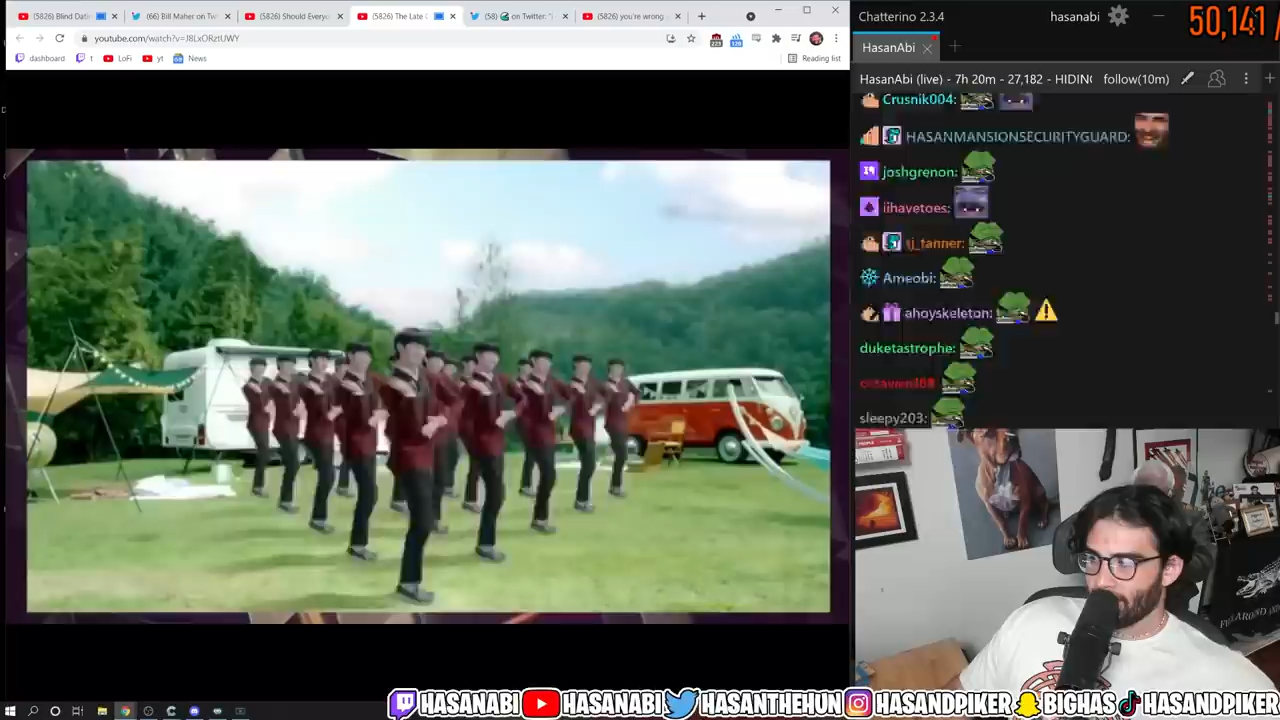 (5826) Blind Dati
(66) Bill Maher on Tw
(5826) Should Everyo
(5826) The Late
(58) on Twitter: "i
(5826) you're wrong
youtube.com/watch?v=J8LxORztUWY
dashboard
t
LoFi
yt
News
Reading list
Chatterino 2.3.4
hasanabi
50,141 /
HasanAbi
HasanAbi (live) - 7h 20m - 27,182 - HIDING
follow(10m)
Crusnik004:
HASANMANSIONSECURITYGUARD:
joshgrenon:
iihavetoes:
tj_tanner:
Ameobi:
ahoyskeleton:
duketastrophe:
sleepy203:
HASANABI
HASANABI
HASANTHEHUN
HASANDPIKER
BIGHAS
HASANDPIKER